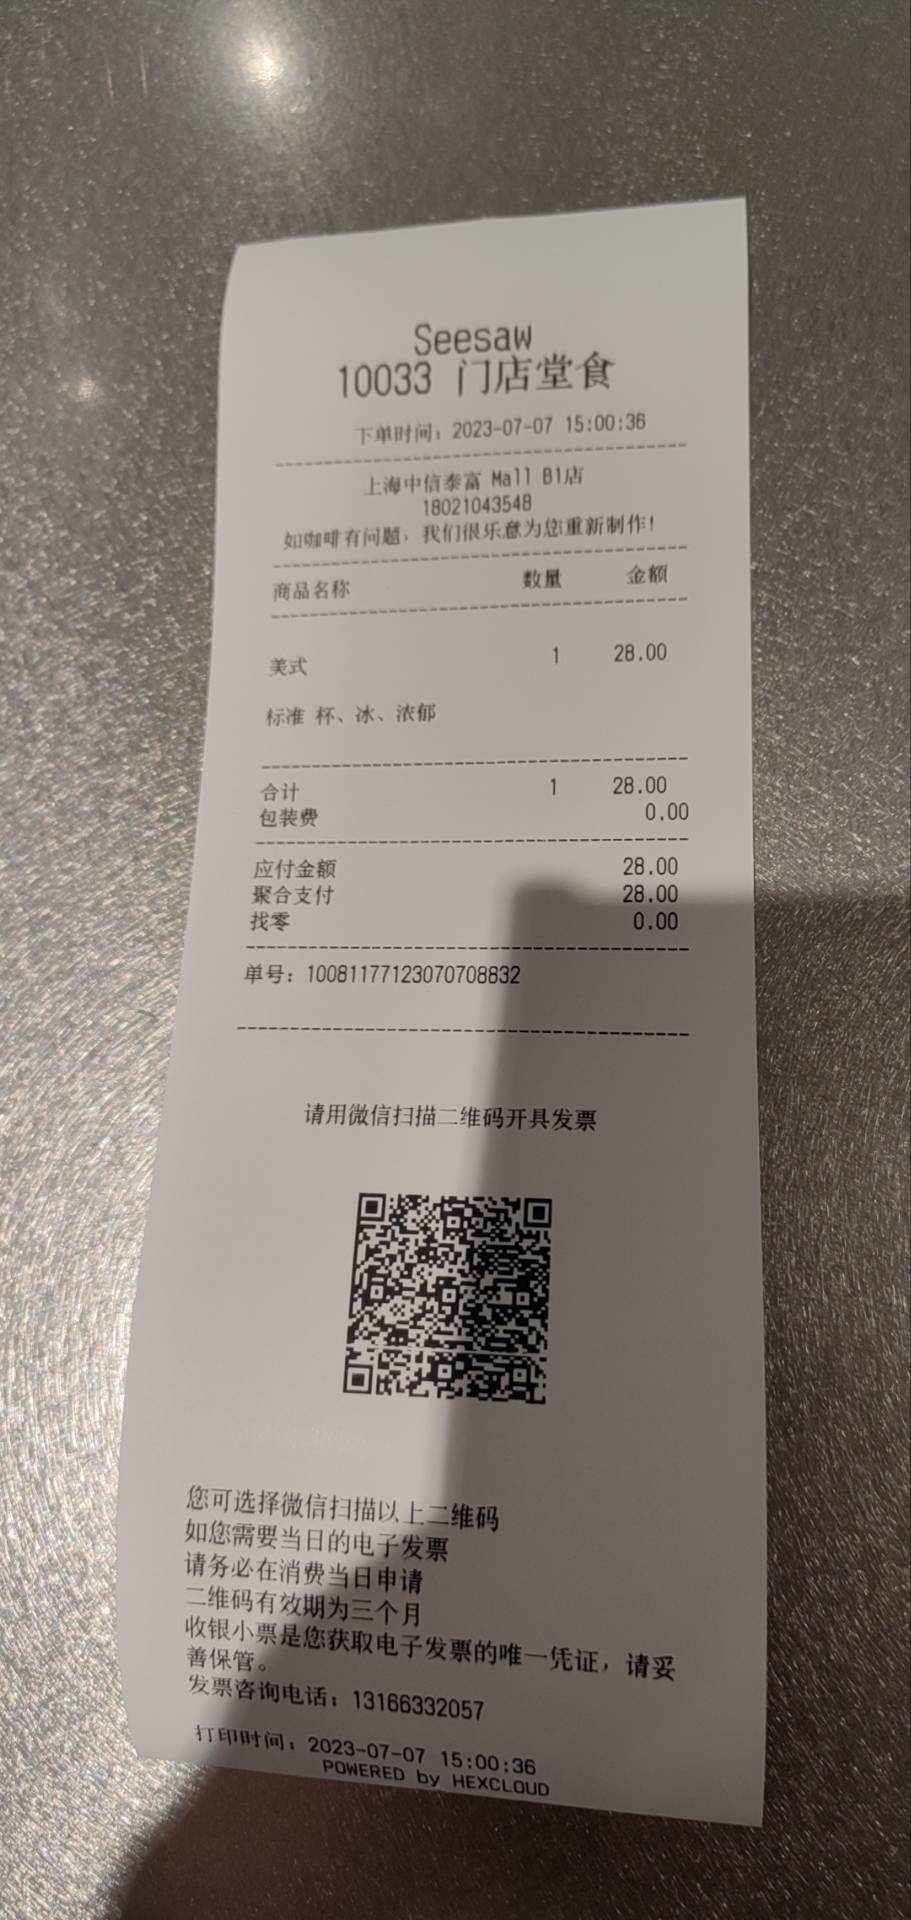 Seesaw
10033 门店堂食
下单时间：2023-07-07 15:00:36
上海中信泰富 Mall B1店
18021043548
如咖啡有问题，我们很乐意为您重新制作！
商品名称 数量 金额
美式 1 28.00
标准 杯、冰、浓郁
合计 1 28.00
包装费 0.00
应付金额 28.00
聚合支付 28.00
找零 0.00
单号：10081177123070708832
请用微信扫描二维码开具发票
您可选择微信扫描以上二维码
如您需要当日的电子发票
请务必在消费当日申请
二维码有效期为三个月
收银小票是您获取电子发票的唯一凭证，请妥
善保管。
发票咨询电话：13166332057
打印时间：2023-07-07 15:00:36
POWERED by HEXCLOUD